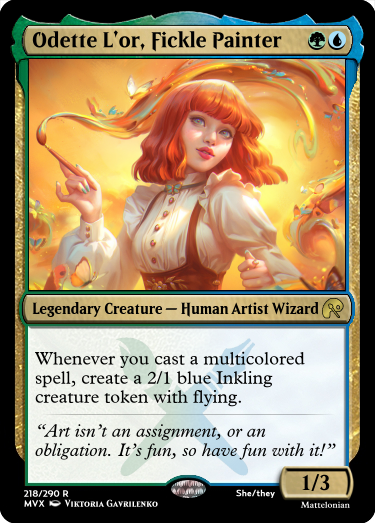 Odette L'or, Fickle Painter
Legendary Creature — Human Artist Wizard
Whenever you cast a multicolored
spell, create a 2/1 blue Inkling
creature token with flying.
“Art isn't an assignment, or an
obligation. It's fun, so have fun with it!”
1/3
218/290 R
She/they
MVX Viktoria Gavrilenko
Mattelonian